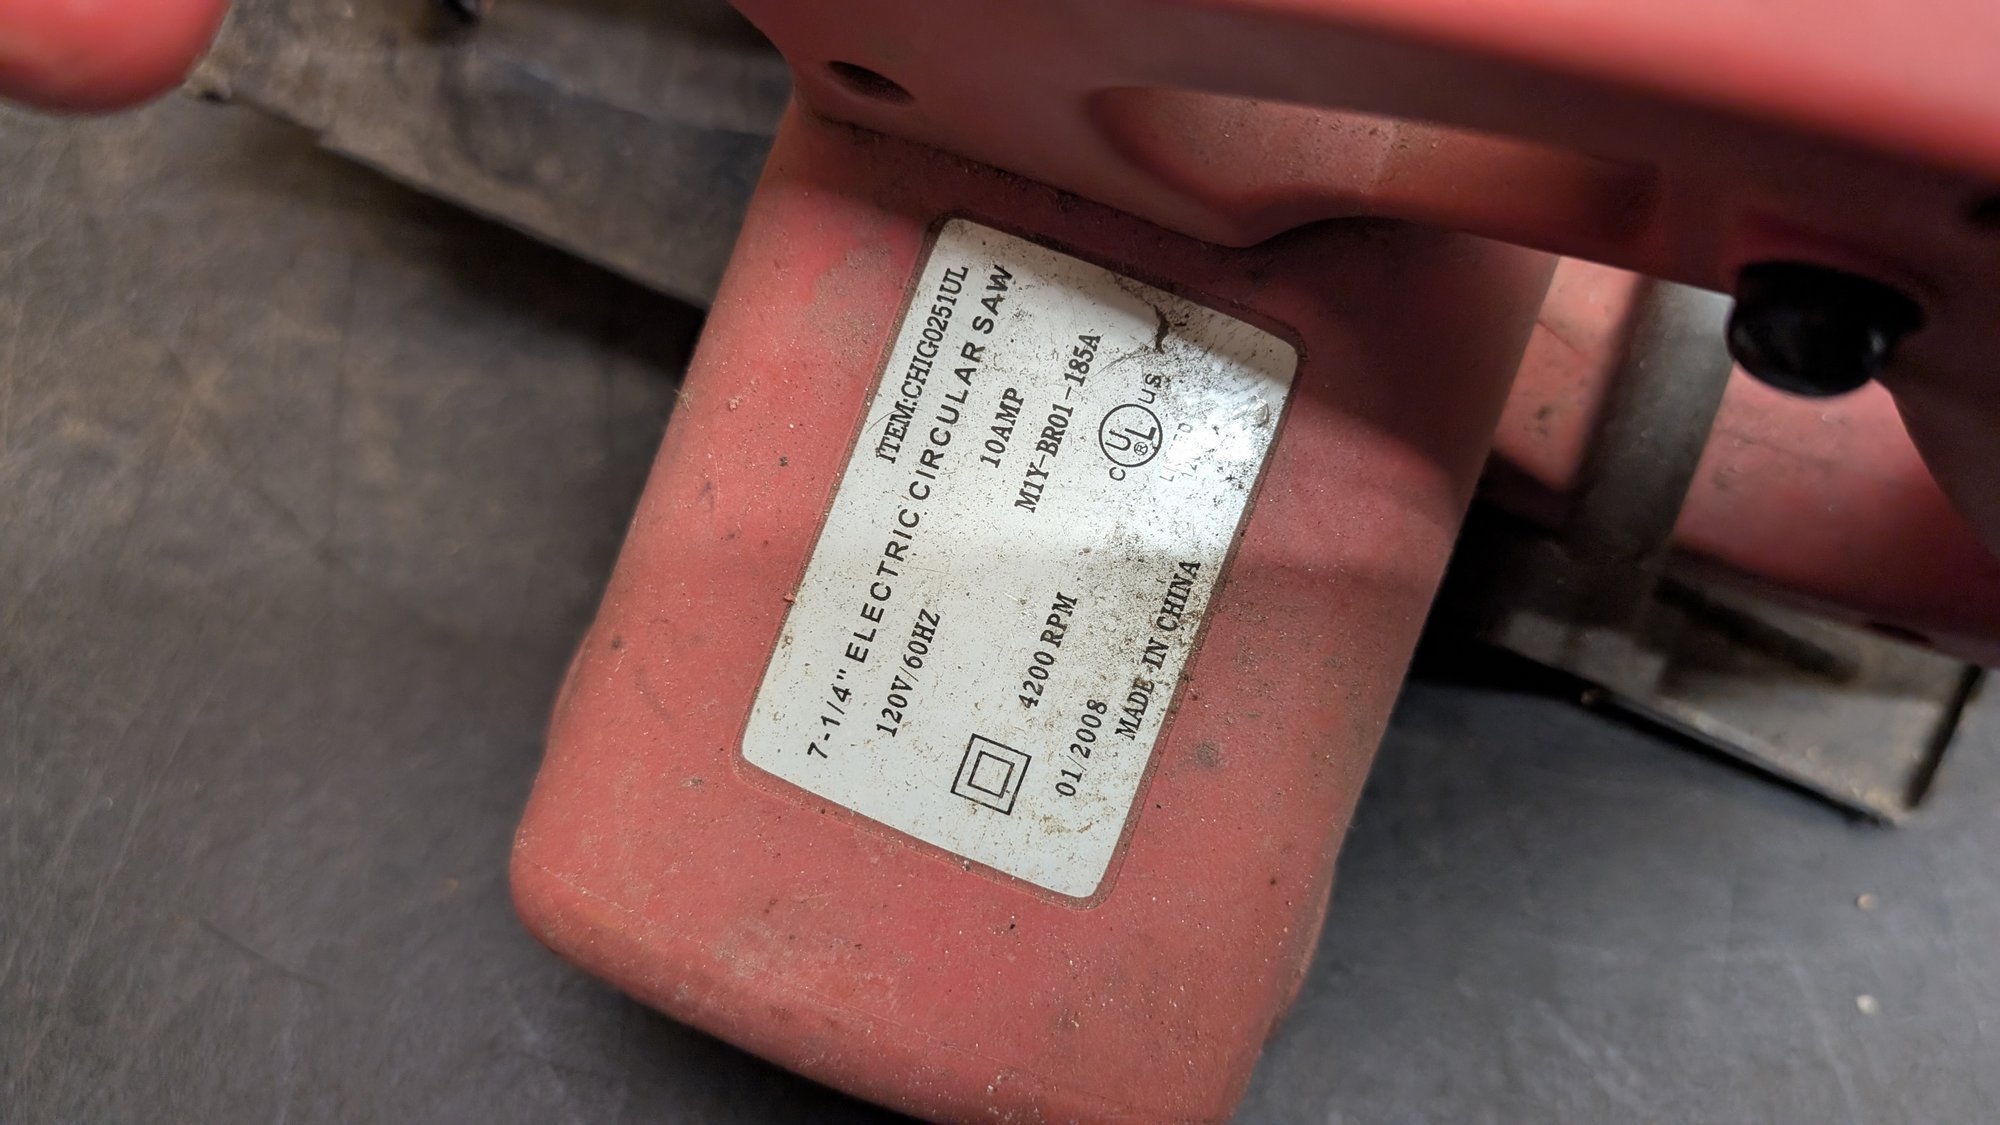 ITEM:CHIG0251UL
7-1/4" ELECTRIC CIRCULAR SAW
120V/60HZ 10AMP
4200 RPM M1Y-BR01-185A
01/2008
MADE IN CHINA
C UL® US